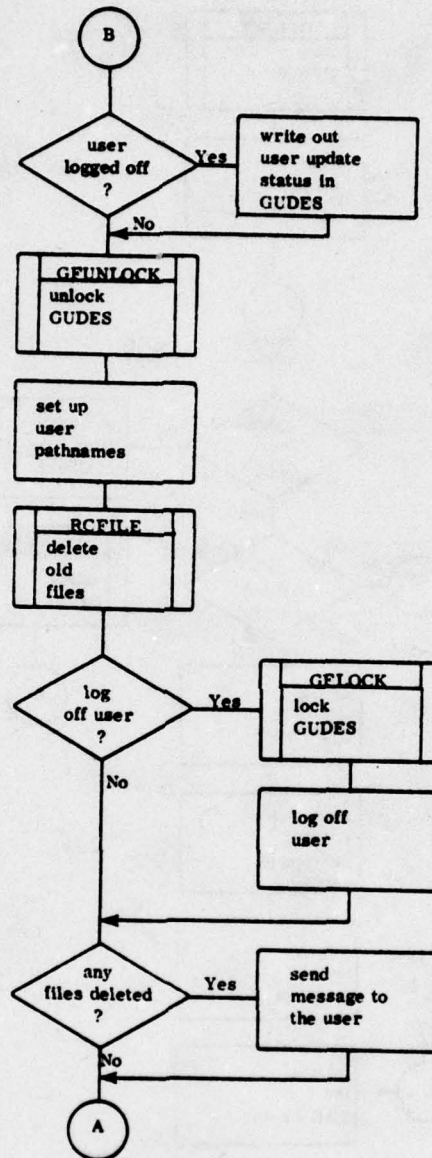 B
user
logged off
?
Yes
write out
user update
status in
GUDES
No
GFUNLOCK
unlock
GUDES
set up
user
pathnames
RCFILE
delete
old
files
log
off user
?
Yes
GFLOCK
lock
GUDES
No
log off
user
any
files deleted
?
Yes
send
message to
the user
No
A